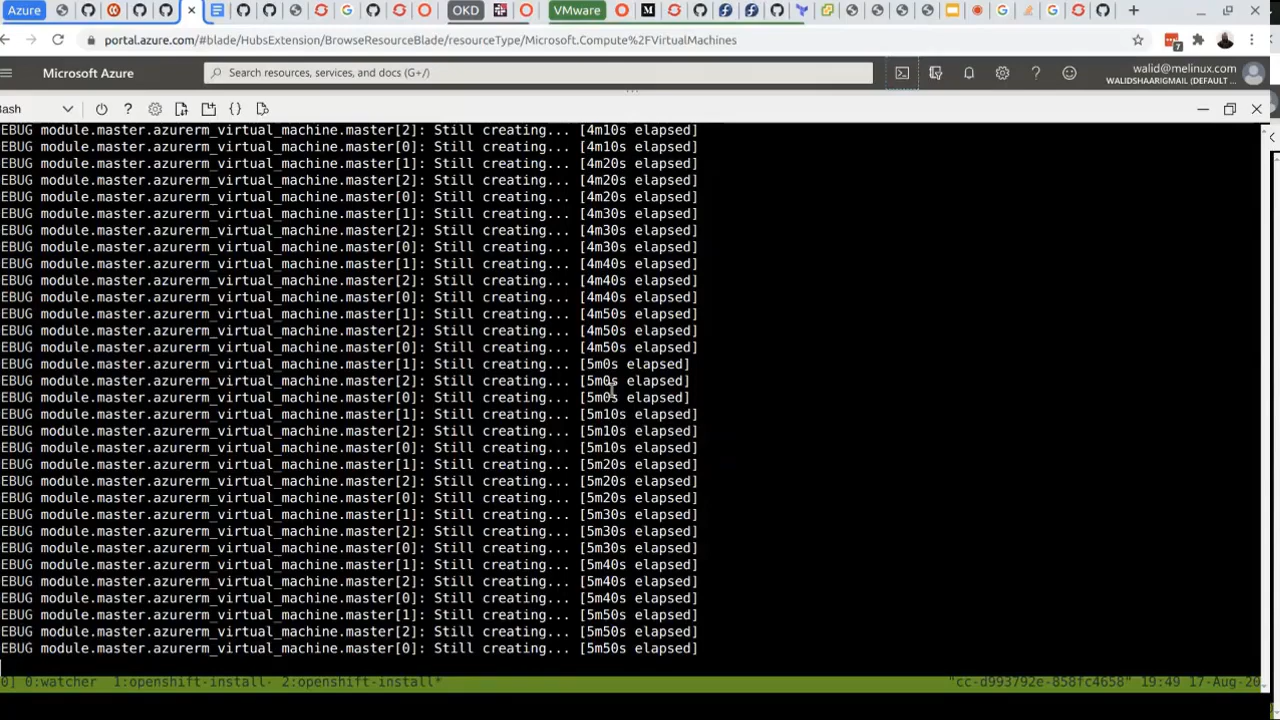 Azure
OKD
VMware
portal.azure.com/#blade/HubsExtension/BrowseResourceBlade/resourceType/Microsoft.Compute%2FVirtualMachines
7
Microsoft Azure
Search resources, services, and docs (G+/)
walid@melinux.com
WALIDSHAARIGMAIL (DEFAULT ...
ash
EBUG module.master.azurerm_virtual_machine.master[2]: Still creating... [4m10s elapsed]
EBUG module.master.azurerm_virtual_machine.master[0]: Still creating... [4m10s elapsed]
EBUG module.master.azurerm_virtual_machine.master[1]: Still creating... [4m20s elapsed]
EBUG module.master.azurerm_virtual_machine.master[2]: Still creating... [4m20s elapsed]
EBUG module.master.azurerm_virtual_machine.master[0]: Still creating... [4m20s elapsed]
EBUG module.master.azurerm_virtual_machine.master[1]: Still creating... [4m30s elapsed]
EBUG module.master.azurerm_virtual_machine.master[2]: Still creating... [4m30s elapsed]
EBUG module.master.azurerm_virtual_machine.master[0]: Still creating... [4m30s elapsed]
EBUG module.master.azurerm_virtual_machine.master[1]: Still creating... [4m40s elapsed]
EBUG module.master.azurerm_virtual_machine.master[2]: Still creating... [4m40s elapsed]
EBUG module.master.azurerm_virtual_machine.master[0]: Still creating... [4m40s elapsed]
EBUG module.master.azurerm_virtual_machine.master[1]: Still creating... [4m50s elapsed]
EBUG module.master.azurerm_virtual_machine.master[2]: Still creating... [4m50s elapsed]
EBUG module.master.azurerm_virtual_machine.master[0]: Still creating... [4m50s elapsed]
EBUG module.master.azurerm_virtual_machine.master[1]: Still creating... [5m0s elapsed]
EBUG module.master.azurerm_virtual_machine.master[2]: Still creating... [5m0s elapsed]
EBUG module.master.azurerm_virtual_machine.master[0]: Still creating... [5m0s elapsed]
EBUG module.master.azurerm_virtual_machine.master[1]: Still creating... [5m10s elapsed]
EBUG module.master.azurerm_virtual_machine.master[2]: Still creating... [5m10s elapsed]
EBUG module.master.azurerm_virtual_machine.master[0]: Still creating... [5m10s elapsed]
EBUG module.master.azurerm_virtual_machine.master[1]: Still creating... [5m20s elapsed]
EBUG module.master.azurerm_virtual_machine.master[2]: Still creating... [5m20s elapsed]
EBUG module.master.azurerm_virtual_machine.master[0]: Still creating... [5m20s elapsed]
EBUG module.master.azurerm_virtual_machine.master[1]: Still creating... [5m30s elapsed]
EBUG module.master.azurerm_virtual_machine.master[2]: Still creating... [5m30s elapsed]
EBUG module.master.azurerm_virtual_machine.master[0]: Still creating... [5m30s elapsed]
EBUG module.master.azurerm_virtual_machine.master[1]: Still creating... [5m40s elapsed]
EBUG module.master.azurerm_virtual_machine.master[2]: Still creating... [5m40s elapsed]
EBUG module.master.azurerm_virtual_machine.master[0]: Still creating... [5m40s elapsed]
EBUG module.master.azurerm_virtual_machine.master[1]: Still creating... [5m50s elapsed]
EBUG module.master.azurerm_virtual_machine.master[2]: Still creating... [5m50s elapsed]
EBUG module.master.azurerm_virtual_machine.master[0]: Still creating... [5m50s elapsed]
0] 0:watcher 1:openshift-install- 2:openshift-install* "cc-d993792e-858fc4658" 19:49 17-Aug-20